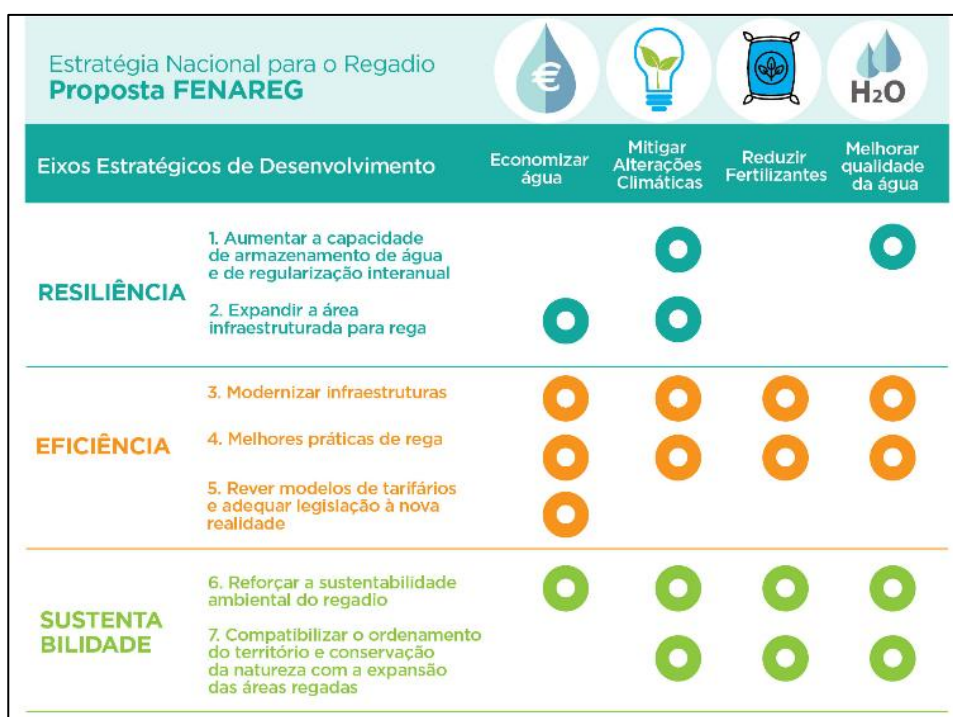 Estratégia Nacional para o Regadio
Proposta FENAREG
€
H₂O
Eixos Estratégicos de Desenvolvimento
Economizar
água
Mitigar
Alterações
Climáticas
Reduzir
Fertilizantes
Melhorar
qualidade
da água
RESILIÊNCIA
1. Aumentar a capacidade
de armazenamento de água
e de regularização interanual
2. Expandir a área
infraestruturada para rega
EFICIÊNCIA
3. Modernizar infraestruturas
4. Melhores práticas de rega
5. Rever modelos de tarifários
e adequar legislação à nova
realidade
SUSTENTA
BILIDADE
6. Reforçar a sustentabilidade
ambiental do regadio
7. Compatibilizar o ordenamento
do território e conservação
da natureza com a expansão
das áreas regadas